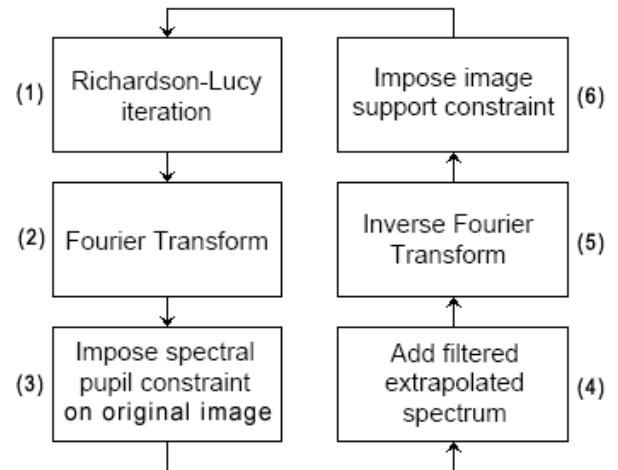 (1)
Richardson-Lucy
iteration
(2)
Fourier Transform
(3)
Impose spectral
pupil constraint
on original image
Add filtered
extrapolated
spectrum
(4)
Inverse Fourier
Transform
(5)
Impose image
support constraint
(6)